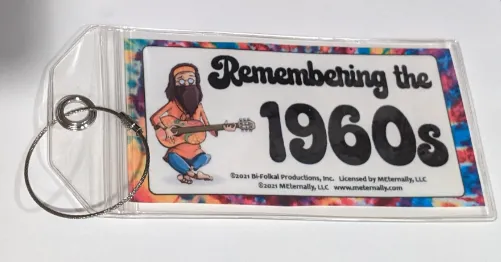 Remembering the
1960s
©2021 Bi-Folkal Productions, Inc. Licensed by METernally, LLC
©2021 METernally, LLC www.meternally.com